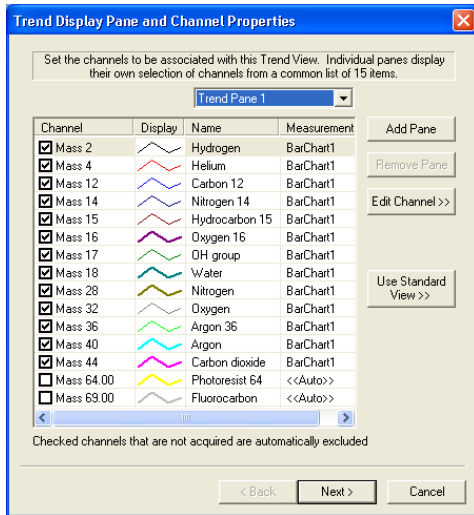 Trend Display Pane and Channel Properties
Set the channels to be associated with this Trend View. Individual panes display
their own selection of channels from a common list of 15 items.
Trend Pane 1
Channel Display Name Measurement
Mass 2 Hydrogen BarChart1
Mass 4 Helium BarChart1
Mass 12 Carbon 12 BarChart1
Mass 14 Nitrogen 14 BarChart1
Mass 15 Hydrocarbon 15 BarChart1
Mass 16 Oxygen 16 BarChart1
Mass 17 OH group BarChart1
Mass 18 Water BarChart1
Mass 28 Nitrogen BarChart1
Mass 32 Oxygen BarChart1
Mass 36 Argon 36 BarChart1
Mass 40 Argon BarChart1
Mass 44 Carbon dioxide BarChart1
Mass 64.00 Photoresist 64 <<Auto>>
Mass 69.00 Fluorocarbon <<Auto>>
Add Pane
Remove Pane
Edit Channel >>
Use Standard
View >>
Checked channels that are not acquired are automatically excluded
< Back
Next >
Cancel